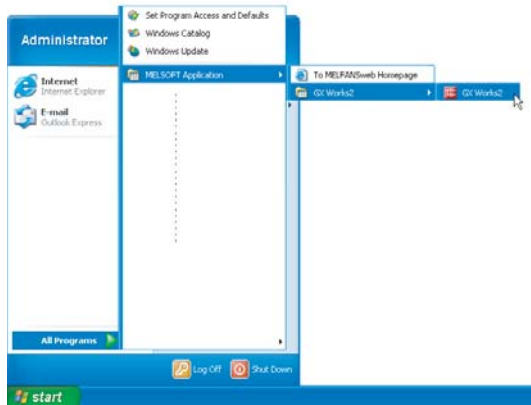 Administrator
Internet
Internet Explorer
E-mail
Outlook Express
All Programs
Set Program Access and Defaults
Windows Catalog
Windows Update
MELSOFT Application
To MELFANSweb Homepage
GX Works2
GX Works2
Log Off
Shut Down
start